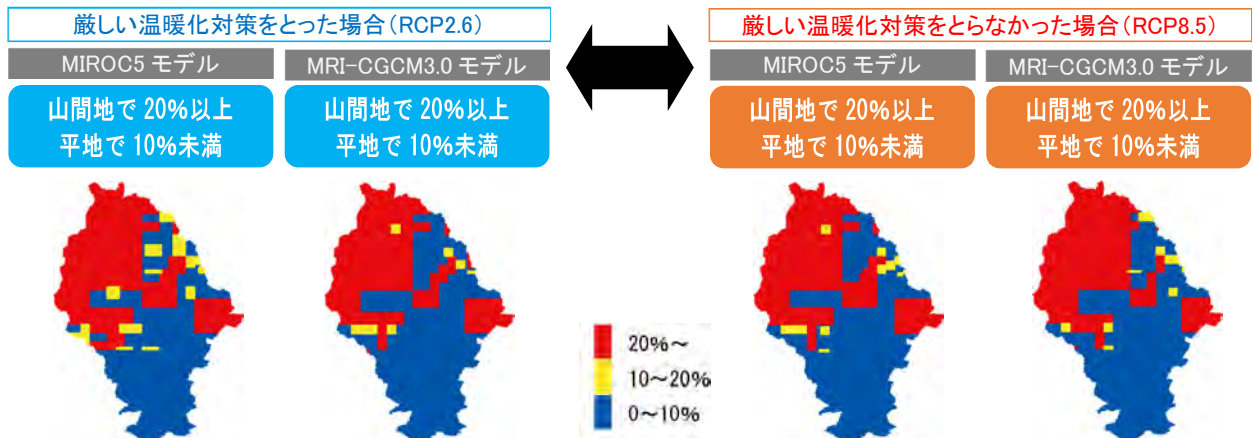 厳しい温暖化対策をとった場合(RCP2.6)
MIROC5 モデル
MRI-CGCM3.0 モデル
山間地で 20%以上
平地で 10%未満
山間地で 20%以上
平地で 10%未満
厳しい温暖化対策をとらなかった場合(RCP8.5)
MIROC5 モデル
MRI-CGCM3.0 モデル
山間地で 20%以上
平地で 10%未満
山間地で 20%以上
平地で 10%未満
20%～
10～20%
0～10%